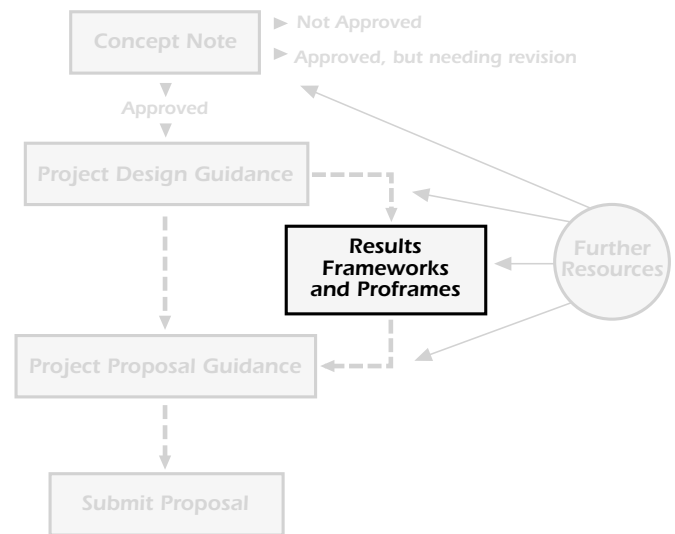 Concept Note
Not Approved
Approved, but needing revision
Approved
Project Design Guidance
Results
Frameworks
and Proframes
Further
Resources
Project Proposal Guidance
Submit Proposal